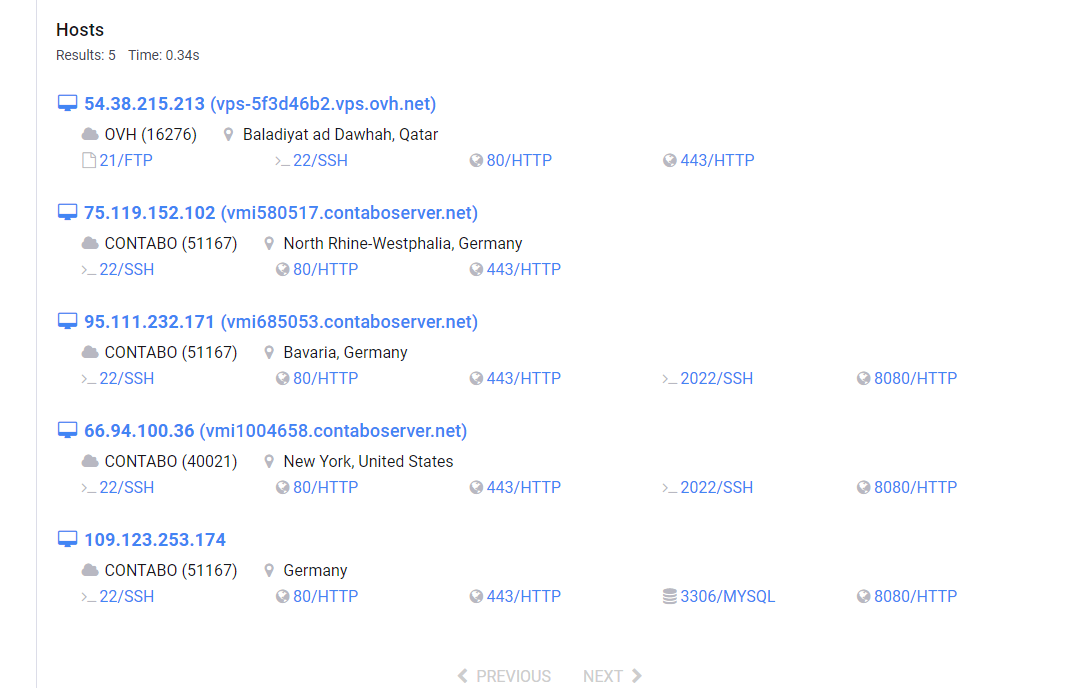 Hosts
Results: 5 Time: 0.34s
54.38.215.213 (vps-5f3d46b2.vps.ovh.net)
OVH (16276) Baladiyat ad Dawhah, Qatar
21/FTP >_ 22/SSH 80/HTTP 443/HTTP
75.119.152.102 (vmi580517.contaboserver.net)
CONTABO (51167) North Rhine-Westphalia, Germany
>_ 22/SSH 80/HTTP 443/HTTP
95.111.232.171 (vmi685053.contaboserver.net)
CONTABO (51167) Bavaria, Germany
>_ 22/SSH 80/HTTP 443/HTTP >_ 2022/SSH 8080/HTTP
66.94.100.36 (vmi1004658.contaboserver.net)
CONTABO (40021) New York, United States
>_ 22/SSH 80/HTTP 443/HTTP >_ 2022/SSH 8080/HTTP
109.123.253.174
CONTABO (51167) Germany
>_ 22/SSH 80/HTTP 443/HTTP 3306/MYSQL 8080/HTTP
PREVIOUS NEXT